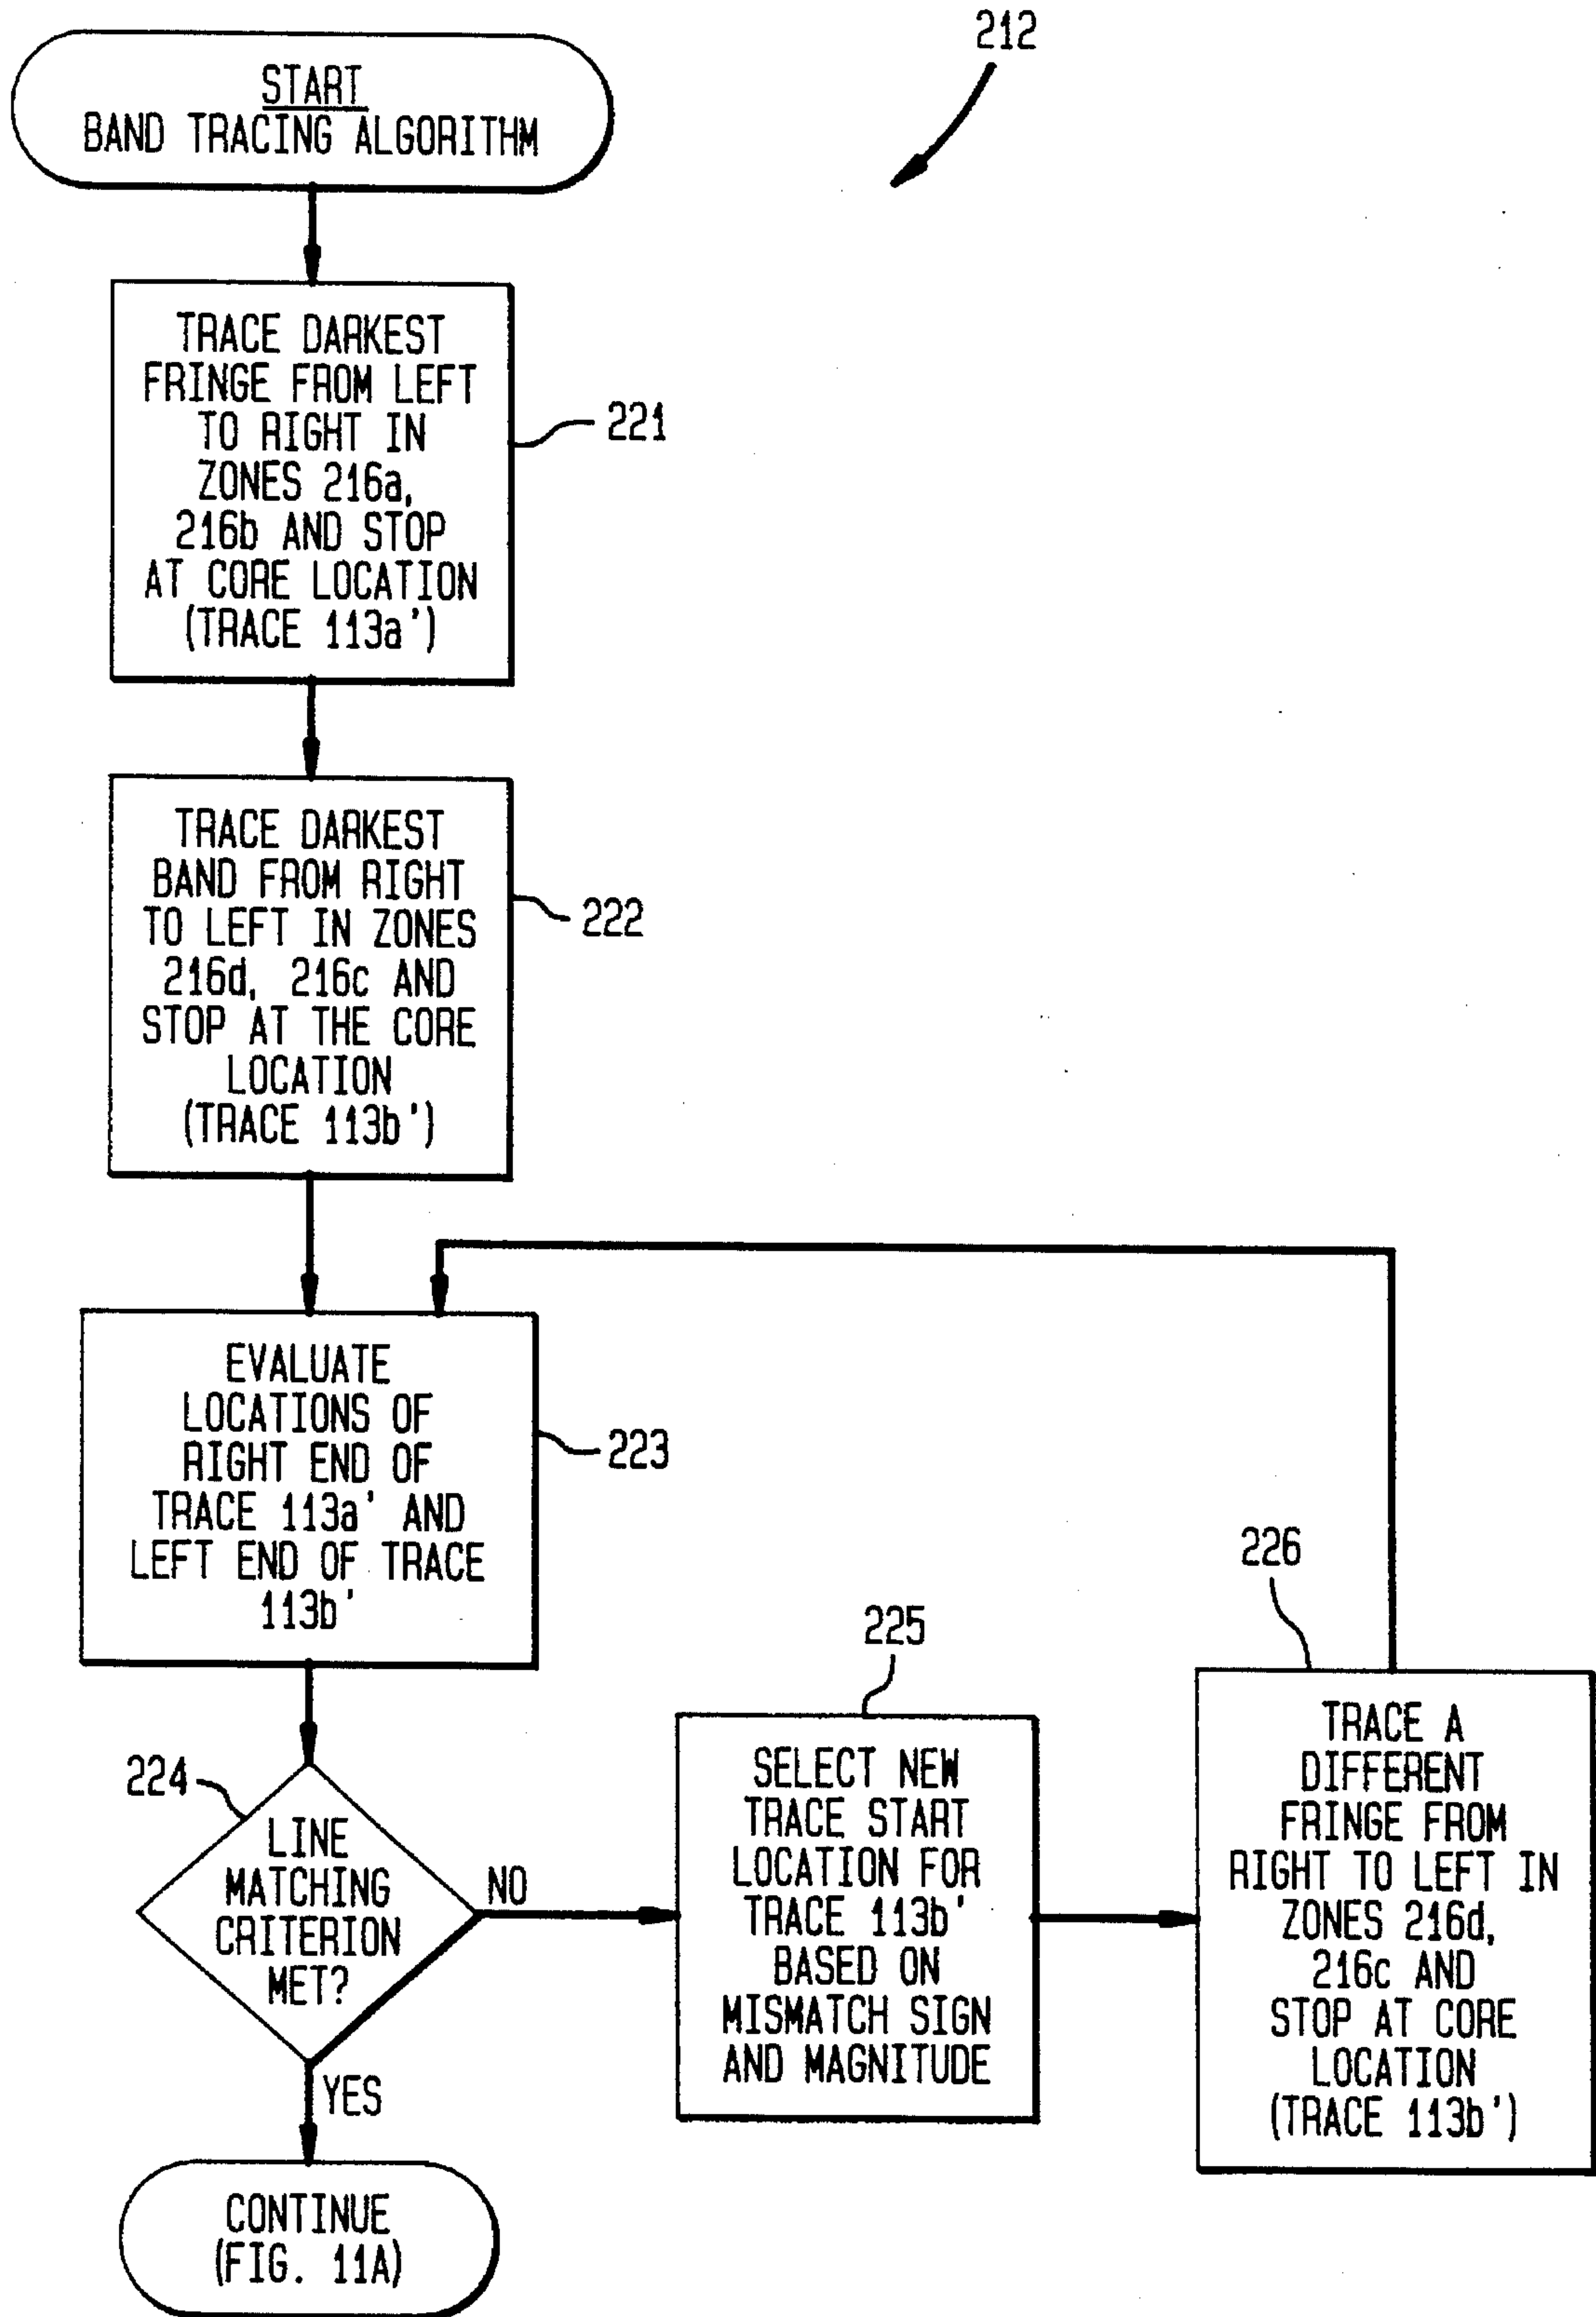 212
START
BAND TRACING ALGORITHM
TRACE DARKEST
FRINGE FROM LEFT
TO RIGHT IN
ZONES 216a,
216b AND STOP
AT CORE LOCATION
(TRACE 113a')
221
TRACE DARKEST
BAND FROM RIGHT
TO LEFT IN ZONES
216d, 216c AND
STOP AT THE CORE
LOCATION
(TRACE 113b')
222
EVALUATE
LOCATIONS OF
RIGHT END OF
TRACE 113a' AND
LEFT END OF TRACE
113b'
223
224
LINE
MATCHING
CRITERION
MET?
NO
YES
225
SELECT NEW
TRACE START
LOCATION FOR
TRACE 113b'
BASED ON
MISMATCH SIGN
AND MAGNITUDE
226
TRACE A
DIFFERENT
FRINGE FROM
RIGHT TO LEFT IN
ZONES 216d,
216c AND
STOP AT CORE
LOCATION
(TRACE 113b')
CONTINUE
(FIG. 11A)